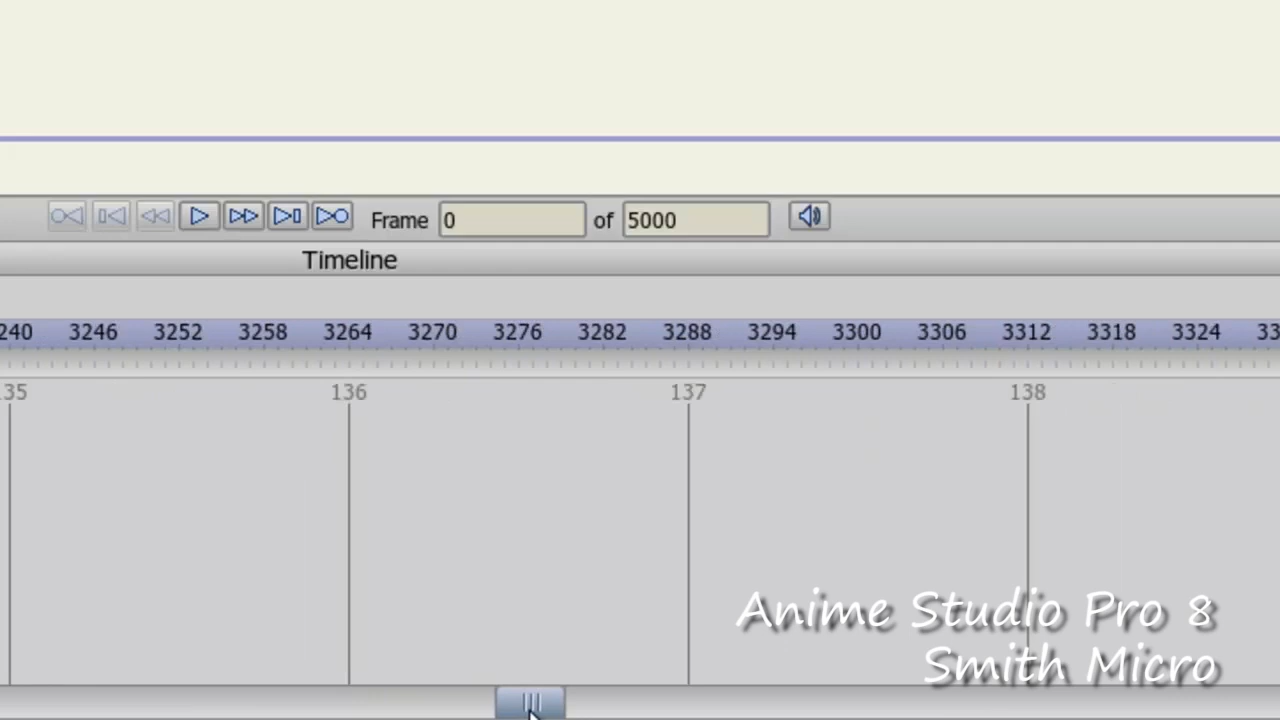 Frame 0 of 5000
Timeline
240 3246 3252 3258 3264 3270 3276 3282 3288 3294 3300 3306 3312 3318 3324 33
35 136 137 138
Anime Studio Pro 8
Smith Micro